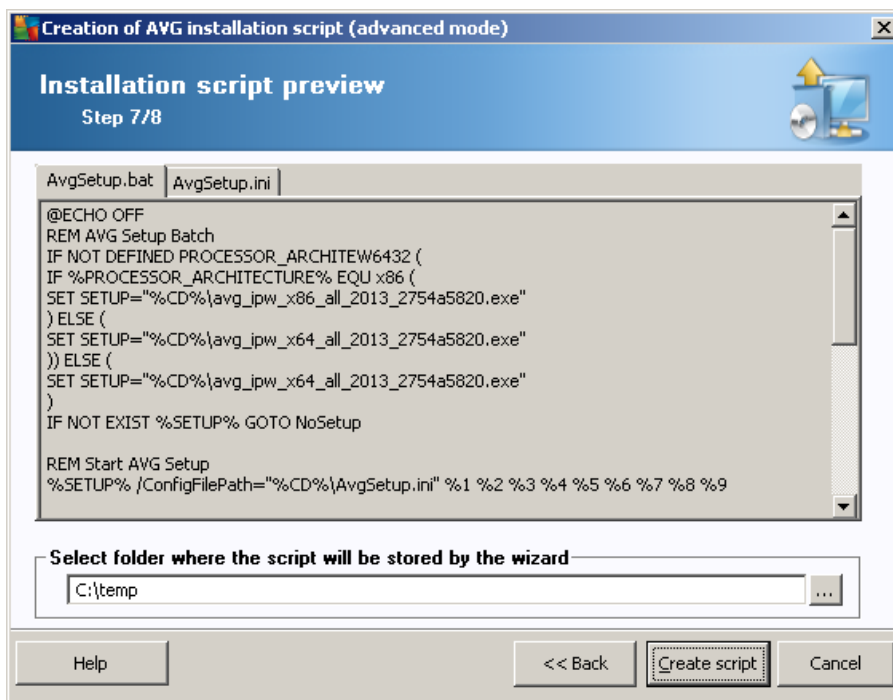 Creation of AVG installation script (advanced mode)
Installation script preview
Step 7/8
AvgSetup.bat AvgSetup.ini
@ECHO OFF
REM AVG Setup Batch
IF NOT DEFINED PROCESSOR_ARCHITEW6432 (
IF %PROCESSOR_ARCHITECTURE% EQU x86 (
SET SETUP="%CD%\avg_ipw_x86_all_2013_2754a5820.exe"
) ELSE (
SET SETUP="%CD%\avg_ipw_x64_all_2013_2754a5820.exe"
)) ELSE (
SET SETUP="%CD%\avg_ipw_x64_all_2013_2754a5820.exe"
)
IF NOT EXIST %SETUP% GOTO NoSetup
REM Start AVG Setup
%SETUP% /ConfigFilePath="%CD%\AvgSetup.ini" %1 %2 %3 %4 %5 %6 %7 %8 %9
Select folder where the script will be stored by the wizard
C:\temp ...
Help << Back Create script Cancel